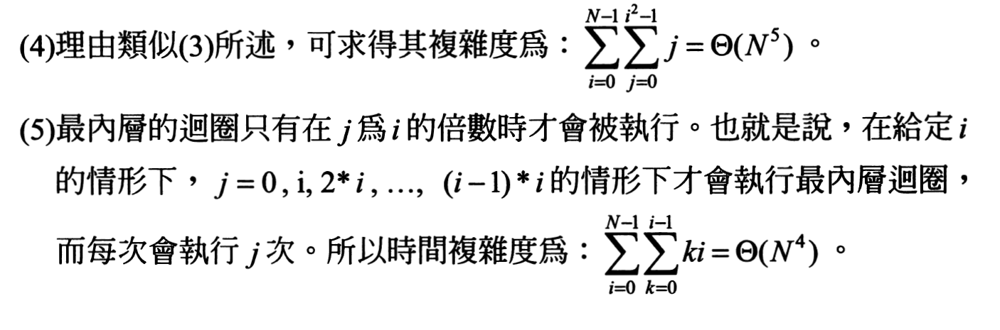 (4)理由類似(3)所述，可求得其複雜度爲：$\sum_{i=0}^{N-1}\sum_{j=0}^{i^2-1} j = \Theta(N^5)$ 。
(5)最內層的迴圈只有在 j 爲 i 的倍數時才會被執行。也就是說，在給定 i
的情形下， j = 0 , i, 2* i , ..., (i – 1) * i 的情形下才會執行最內層迴圈，
而每次會執行 j 次。所以時間複雜度爲：$\sum_{i=0}^{N-1}\sum_{k=0}^{i-1} ki = \Theta(N^4)$ 。